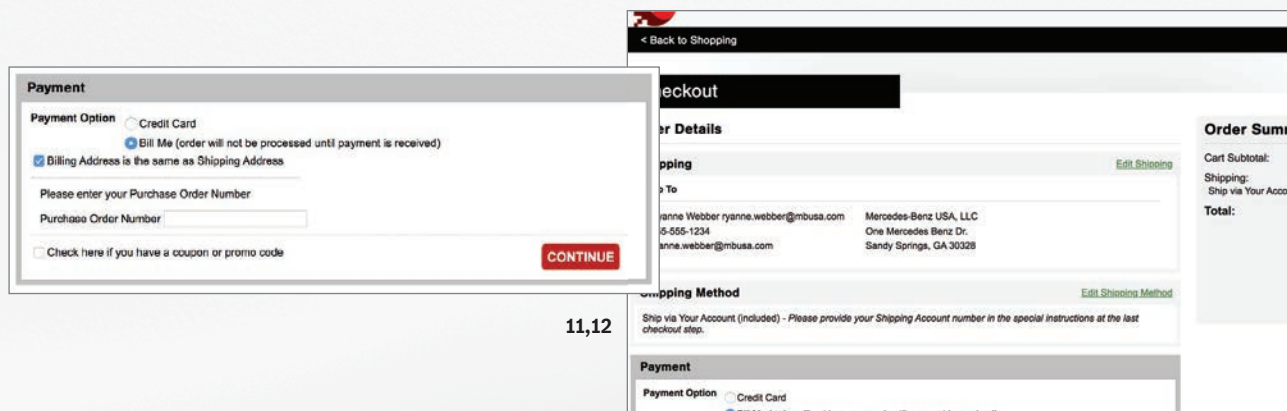 Payment
Payment Option
Credit Card
Bill Me (order will not be processed until payment is received)
Billing Address is the same as Shipping Address
Please enter your Purchase Order Number
Purchase Order Number
Check here if you have a coupon or promo code
CONTINUE
11,12
< Back to Shopping
eckout
er Details
pping
Edit Shipping
To
anne Webber ryanne.webber@mbusa.com
Mercedes-Benz USA, LLC
5-555-1234
One Mercedes Benz Dr.
anne.webber@mbusa.com
Sandy Springs, GA 30328
Shipping Method
Edit Shipping Method
Ship via Your Account (included) - Please provide your Shipping Account number in the special instructions at the last
checkout step.
Payment
Payment Option
Credit Card
Order Summ
Cart Subtotal:
Shipping:
Ship via Your Acco
Total: